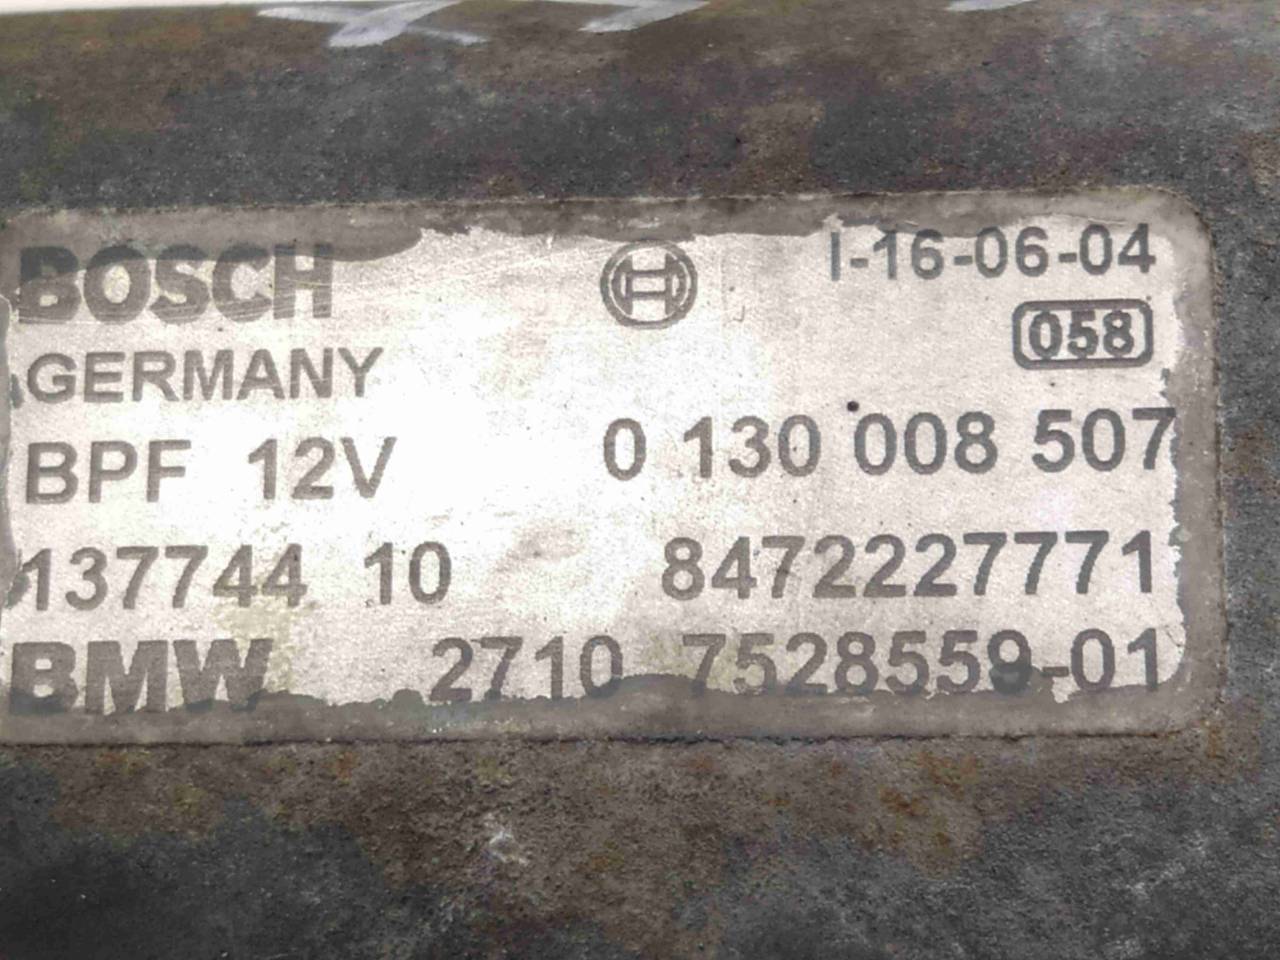 BOSCH I-16-06-04
GERMANY 058
BPF 12V 0 130 008 507
137744 10 8472227771
BMW 2710 7528559-01